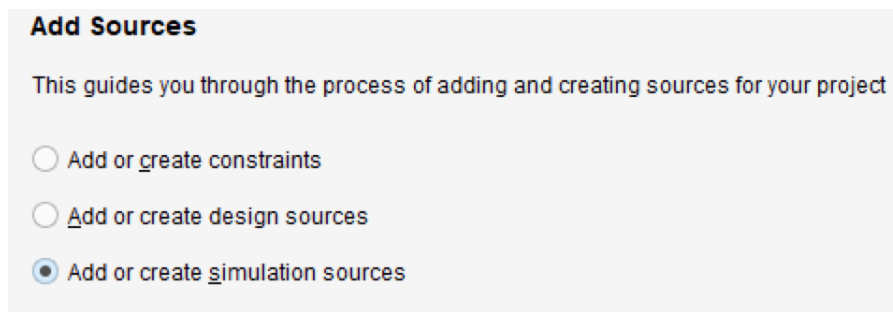 Add Sources
This guides you through the process of adding and creating sources for your project
Add or create constraints
Add or create design sources
Add or create simulation sources